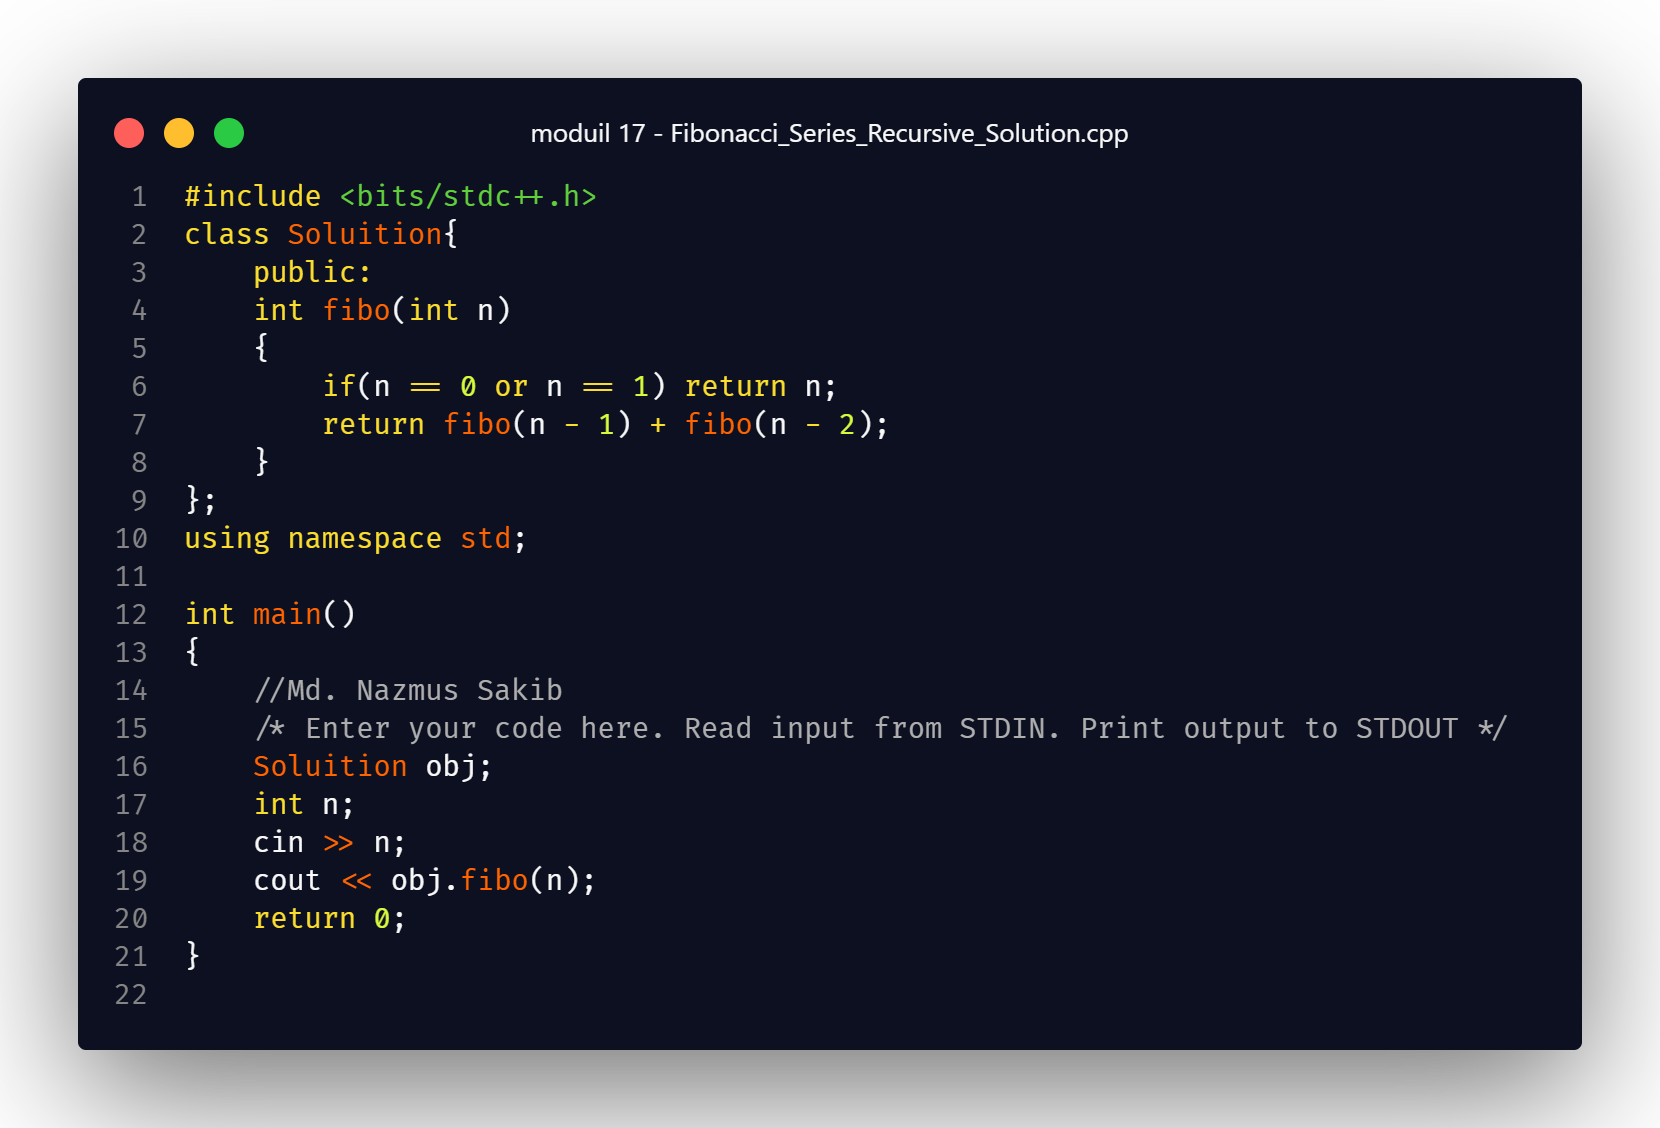 moduil 17 - Fibonacci_Series_Recursive_Solution.cpp
1 #include <bits/stdc++.h>
2 class Soluition{
3     public:
4     int fibo(int n)
5     {
6         if(n == 0 or n == 1) return n;
7         return fibo(n - 1) + fibo(n - 2);
8     }
9 };
10 using namespace std;
11
12 int main()
13 {
14     //Md. Nazmus Sakib
15     /* Enter your code here. Read input from STDIN. Print output to STDOUT */
16     Soluition obj;
17     int n;
18     cin >> n;
19     cout << obj.fibo(n);
20     return 0;
21 }
22